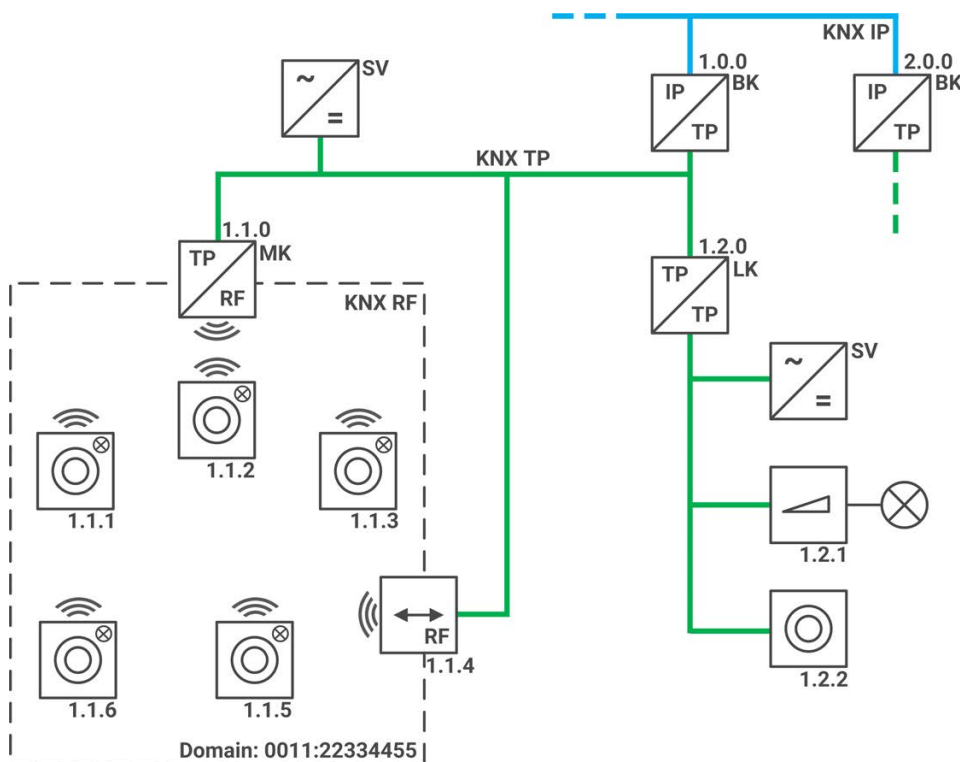 KNX IP
1.0.0
BK
IP
TP
2.0.0
BK
IP
TP
SV
~
=
KNX TP
1.1.0
MK
TP
RF
1.2.0
LK
TP
TP
KNX RF
SV
~
=
1.1.2
1.1.1
1.1.3
1.2.1
RF
1.1.4
1.2.2
1.1.6
1.1.5
Domain: 0011:22334455